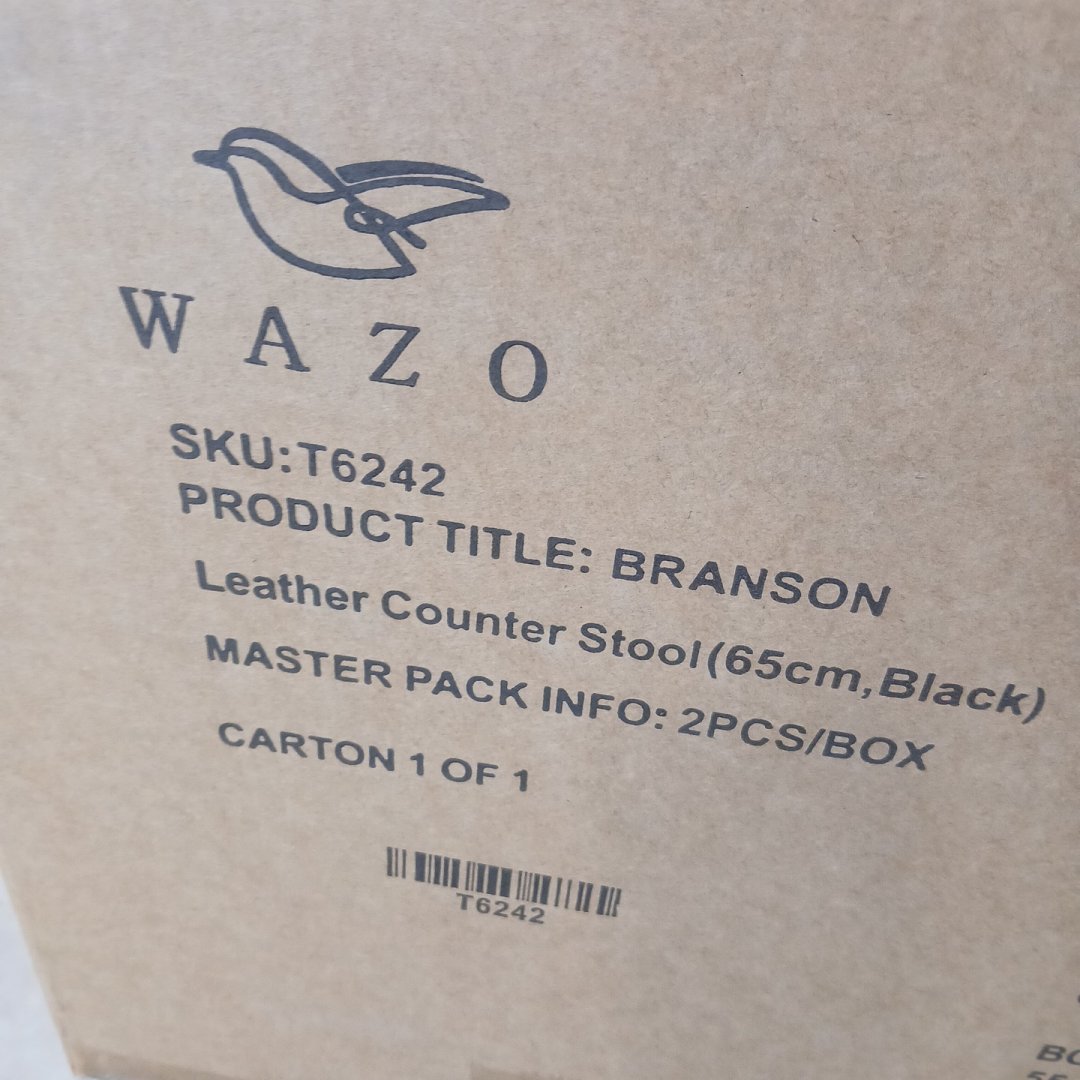 WAZO
SKU:T6242
PRODUCT TITLE: BRANSON
Leather Counter Stool(65cm,Black)
MASTER PACK INFO: 2PCS/BOX
CARTON 1 OF 1
T6242